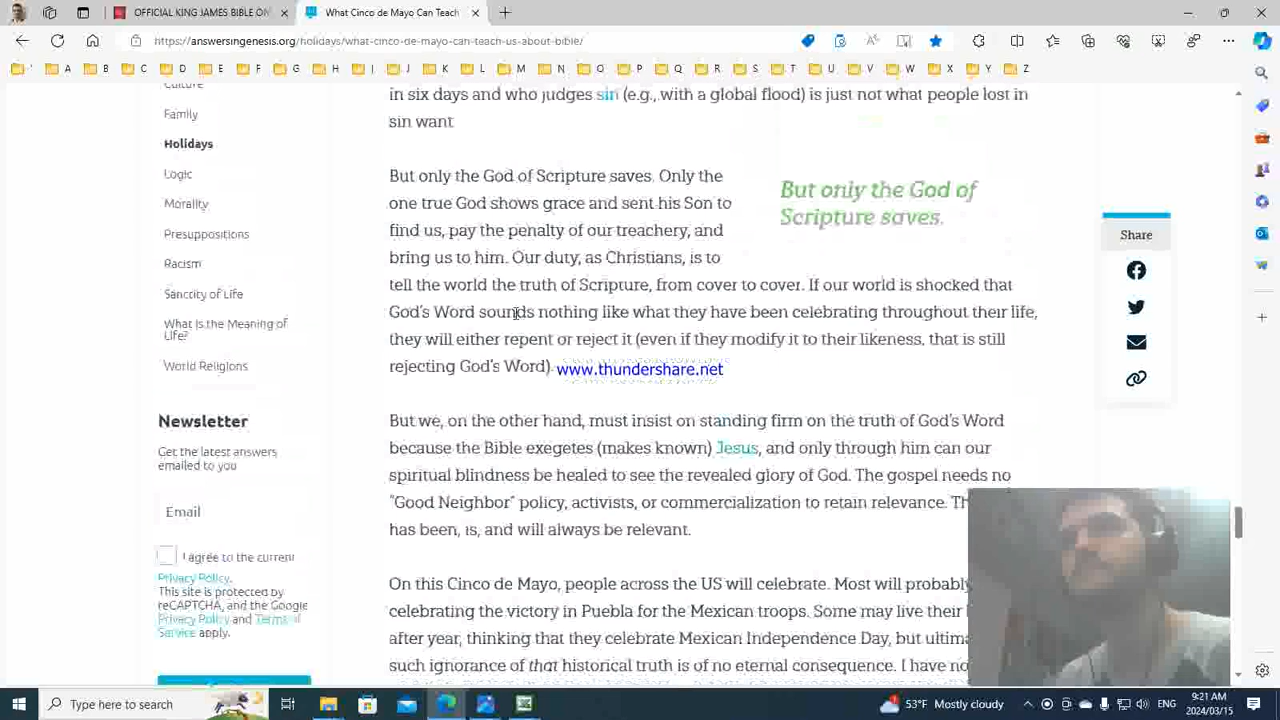 OFFICIAL KING JAMES BIBLE ON
What Cinco de Mayo Can Teach
https://answersingenesis.org/holidays/what-cinco-de-mayo-can-teach-us-about-bible/
A B C D E F G H I J K L M N O P Q R S T U V W X Y Z
Culture
Family
Holidays
Logic
Morality
Presuppositions
Racism
Sanctity of Life
What Is the Meaning of
Life?
World Religions
Newsletter
Get the latest answers
emailed to you
Email
I agree to the current
Privacy Policy.
This site is protected by
reCAPTCHA, and the Google
Privacy Policy and Terms of
Service apply.
in six days and who judges sin (e.g., with a global flood) is just not what people lost in
sin want
But only the God of Scripture saves. Only the
one true God shows grace and sent his Son to
find us, pay the penalty of our treachery, and
bring us to him. Our duty, as Christians, is to
tell the world the truth of Scripture, from cover to cover. If our world is shocked that
God's Word sounds nothing like what they have been celebrating throughout their life,
they will either repent or reject it (even if they modify it to their likeness, that is still
rejecting God's Word).
www.thundershare.net
But only the God of
Scripture saves.
But we, on the other hand, must insist on standing firm on the truth of God's Word
because the Bible exegetes (makes known) Jesus, and only through him can our
spiritual blindness be healed to see the revealed glory of God. The gospel needs no
"Good Neighbor" policy, activists, or commercialization to retain relevance.
has been, is, and will always be relevant.
On this Cinco de Mayo, people across the US will celebrate. Most will probably
celebrating the victory in Puebla for the Mexican troops. Some may live their
after year, thinking that they celebrate Mexican Independence Day, but
such ignorance of that historical truth is of no eternal consequence. I have
Share
Type here to search
53°F Mostly cloudy
ENG
9:21 AM
2024/03/15